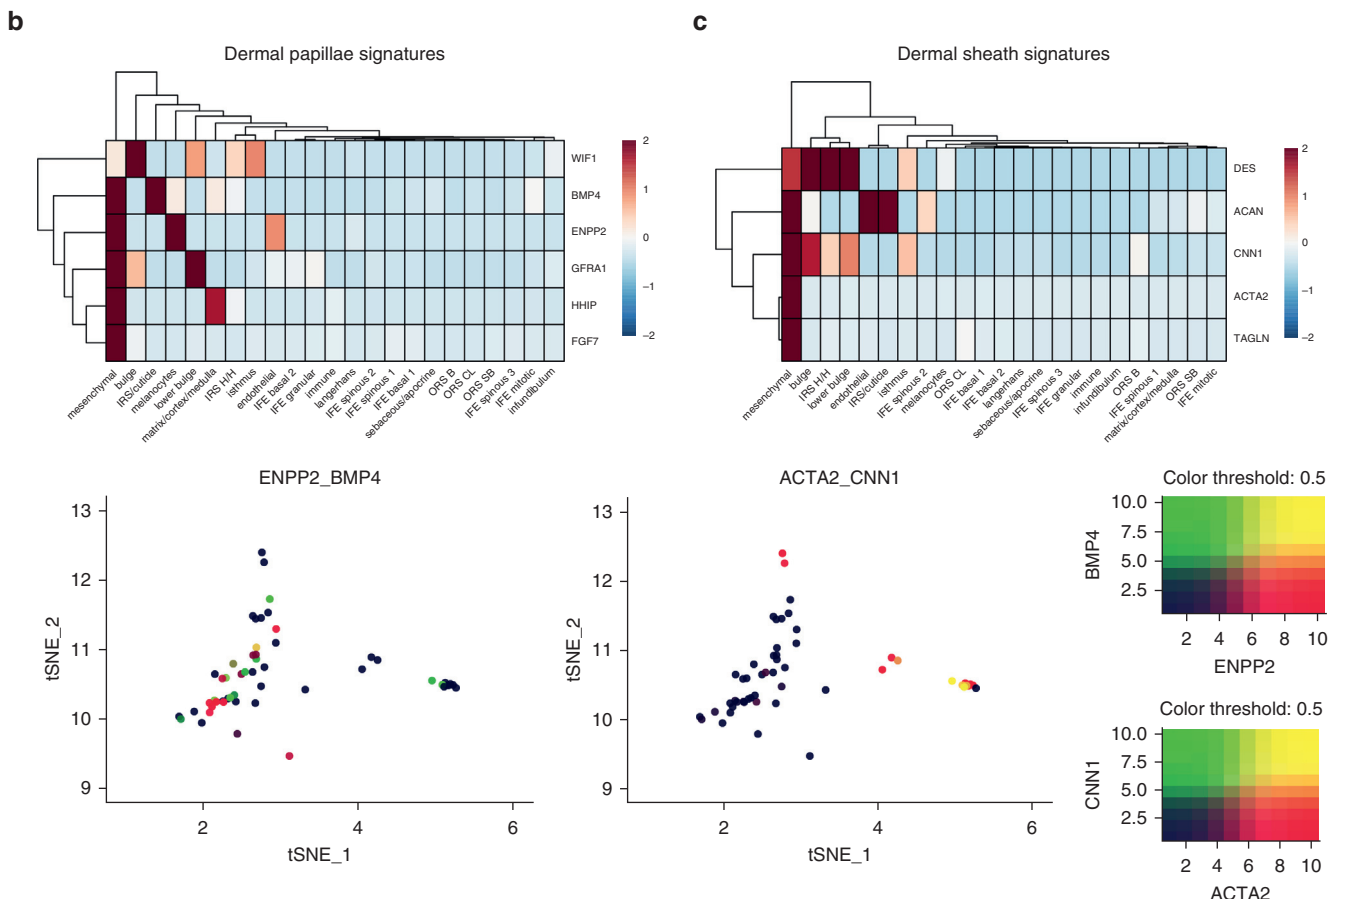 b
Dermal papillae signatures
WIF1
BMP4
ENPP2
GFRA1
HHIP
FGF7
2
1
0
−1
−2
mesenchymal
bulge
IRS/cuticle
melanocytes
lower bulge
matrix/cortex/medulla
IRS H/H
isthmus
endothelial
IFE basal 2
IFE granular
immune
langerhans
IFE spinous 2
IFE spinous 1
IFE basal 1
sebaceous/apocrine
ORS B
ORS CL
ORS SB
IFE spinous 3
IFE mitotic
infundibulum
c
Dermal sheath signatures
DES
ACAN
CNN1
ACTA2
TAGLN
2
1
0
−1
−2
mesenchymal
bulge
IRS H/H
lower bulge
endothelial
IRS/cuticle
isthmus
IFE spinous 2
melanocytes
ORS CL
IFE basal 1
IFE basal 2
langerhans
sebaceous/apocrine
IFE spinous 3
IFE granular
immune
infundibulum
ORS B
IFE spinous 1
matrix/cortex/medulla
ORS SB
IFE mitotic
ENPP2_BMP4
13
12
11
10
9
tSNE_2
2 4 6
tSNE_1
ACTA2_CNN1
13
12
11
10
9
tSNE_2
2 4 6
tSNE_1
Color threshold: 0.5
10.0
7.5
5.0
2.5
BMP4
2 4 6 8 10
ENPP2
Color threshold: 0.5
10.0
7.5
5.0
2.5
CNN1
2 4 6 8 10
ACTA2